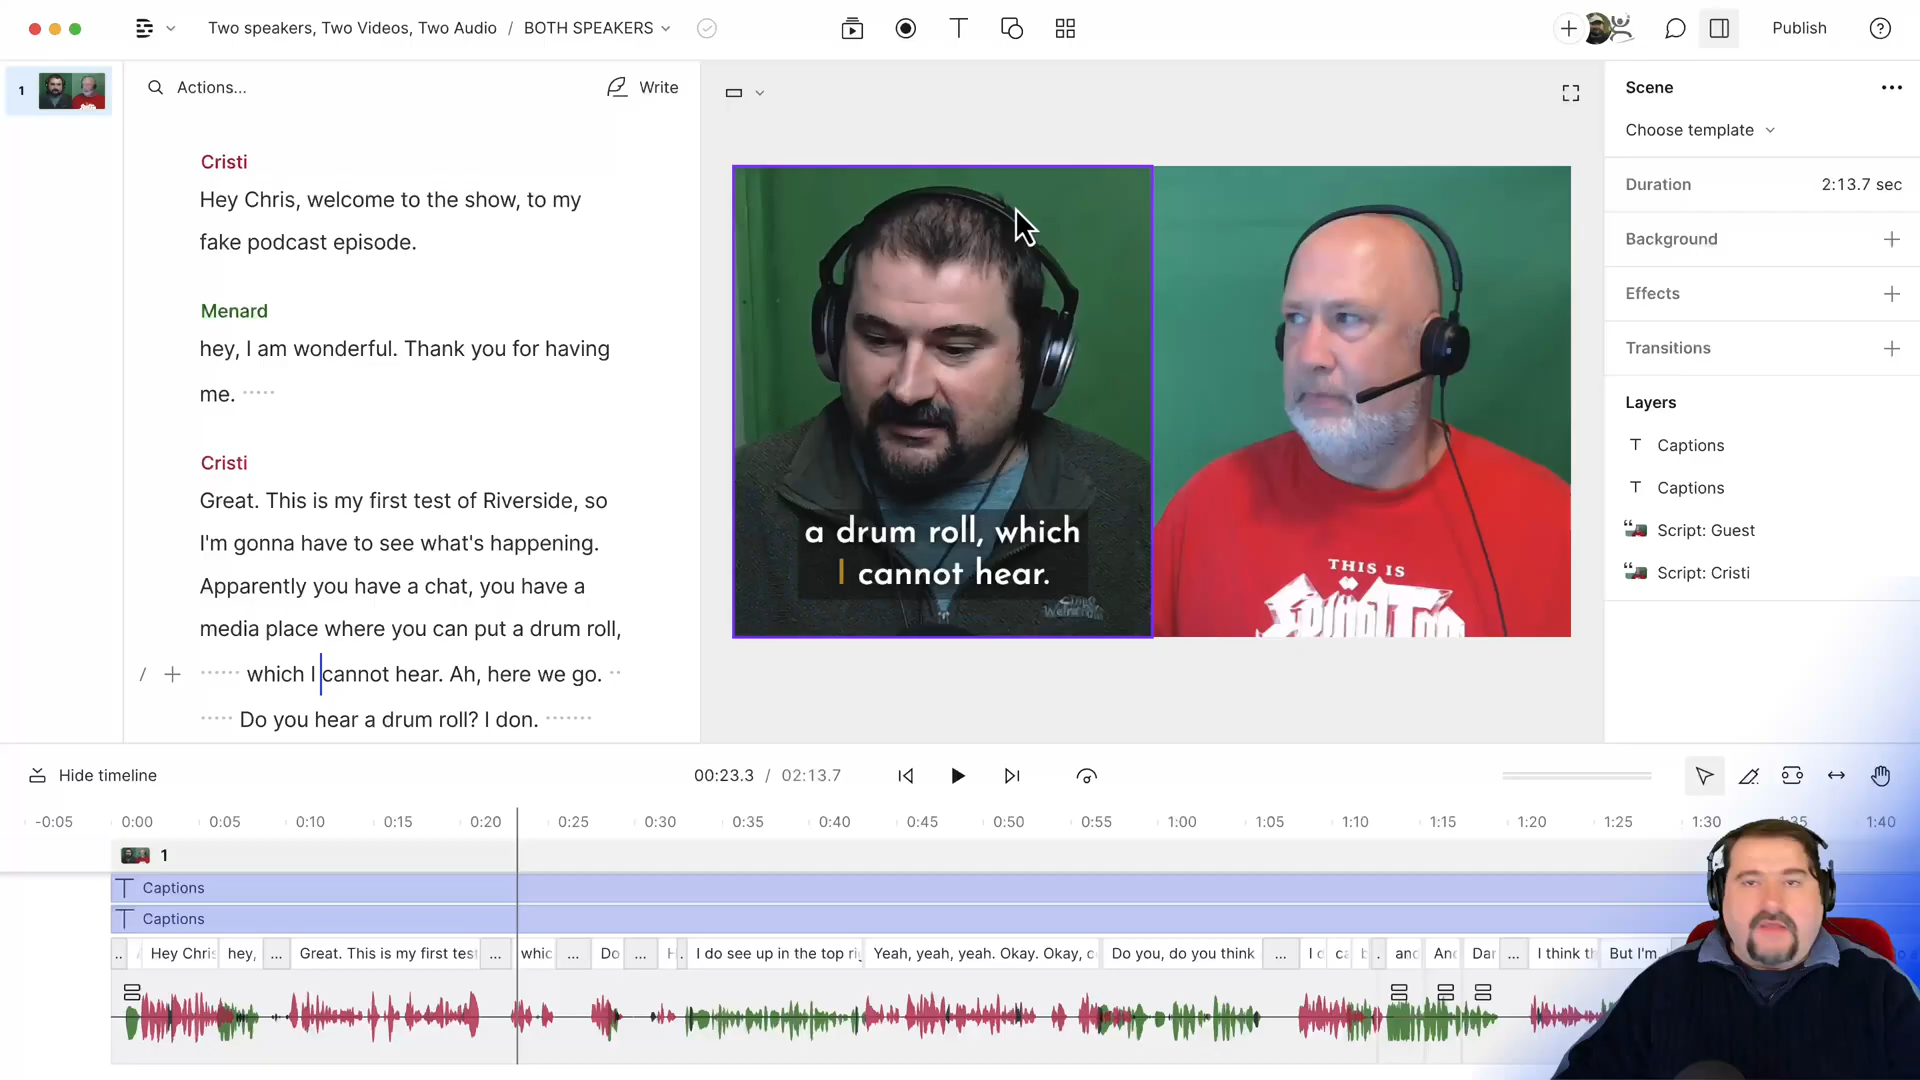 Two speakers, Two Videos, Two Audio / BOTH SPEAKERS
Publish
1
Actions...
Write
Cristi
Hey Chris, welcome to the show, to my
fake podcast episode.
Menard
hey, I am wonderful. Thank you for having
me.
Cristi
Great. This is my first test of Riverside, so
I'm gonna have to see what's happening.
Apparently you have a chat, you have a
media place where you can put a drum roll,
/ + which I cannot hear. Ah, here we go.
Do you hear a drum roll? I don.
a drum roll, which
I cannot hear.
THIS IS
Scene
Choose template
Duration 2:13.7 sec
Background
Effects
Transitions
Layers
Captions
Captions
Script: Guest
Script: Cristi
Hide timeline
00:23.3 / 02:13.7
-0:05 0:00 0:05 0:10 0:15 0:20 0:25 0:30 0:35 0:40 0:45 0:50 0:55 1:00 1:05 1:10 1:15 1:20 1:25 1:30 1:35 1:40
1
Captions
Captions
.. Hey Chris hey, ... Great. This is my first test ... whic ... Do ... I do see up in the top ri Yeah, yeah, yeah. Okay. Okay, Do you, do you think ... I c ca b . and And Dar ... I think th But I'm